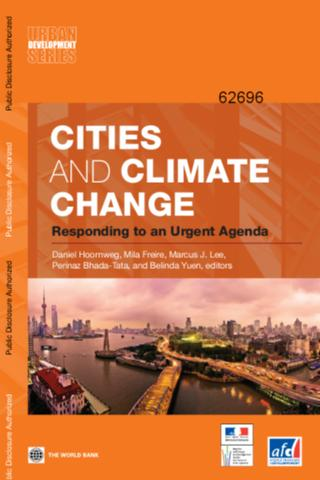 URBAN
DEVELOPMENT
SERIES
62696
CITIES
AND CLIMATE
CHANGE
Responding to an Urgent Agenda
Daniel Hoornweg, Mila Freire, Marcus J. Lee,
Perinaz Bhada-Tata, and Belinda Yuen, editors
THE WORLD BANK
afd
Public Disclosure Authorized
Public Disclosure Authorized
Public Disclosure Authorized
blic Disclosure Authorized